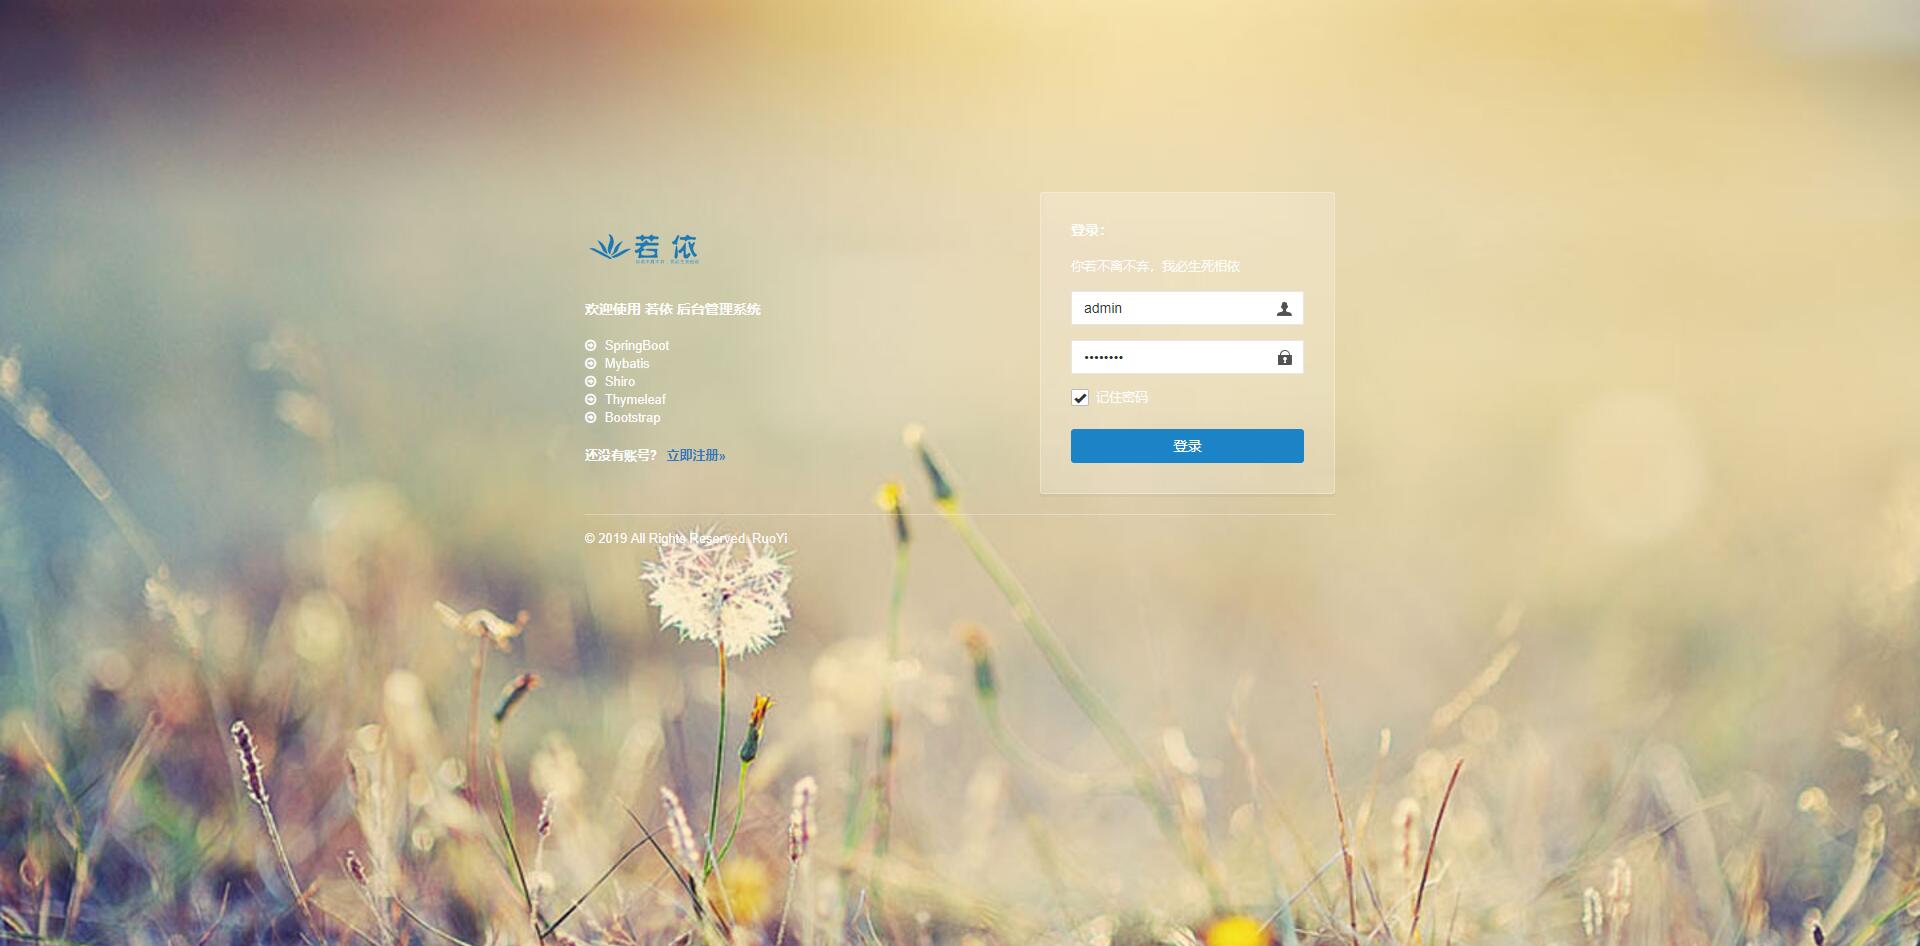 若依
欢迎使用 若依 后台管理系统
SpringBoot
Mybatis
Shiro
Thymeleaf
Bootstrap
还没有账号? 立即注册»
登录：
你若不离不弃，我必生死相依
admin
••••••••
记住密码
登录
© 2019 All Rights Reserved. RuoYi